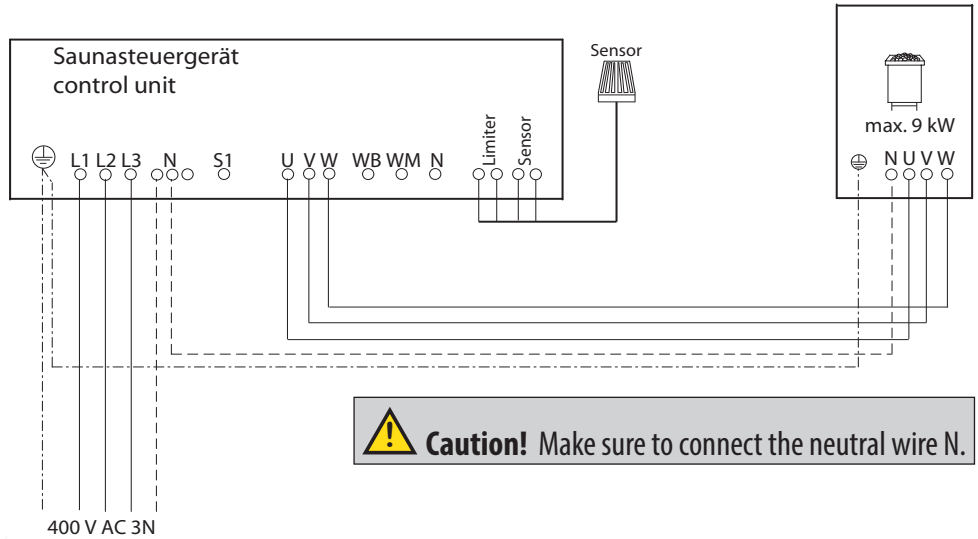 Saunasteuergerät
control unit
Sensor
max. 9 kW
L1 L2 L3 N S1 U V W WB WM N Limiter Sensor
N U V W
Caution! Make sure to connect the neutral wire N.
400 V AC 3N